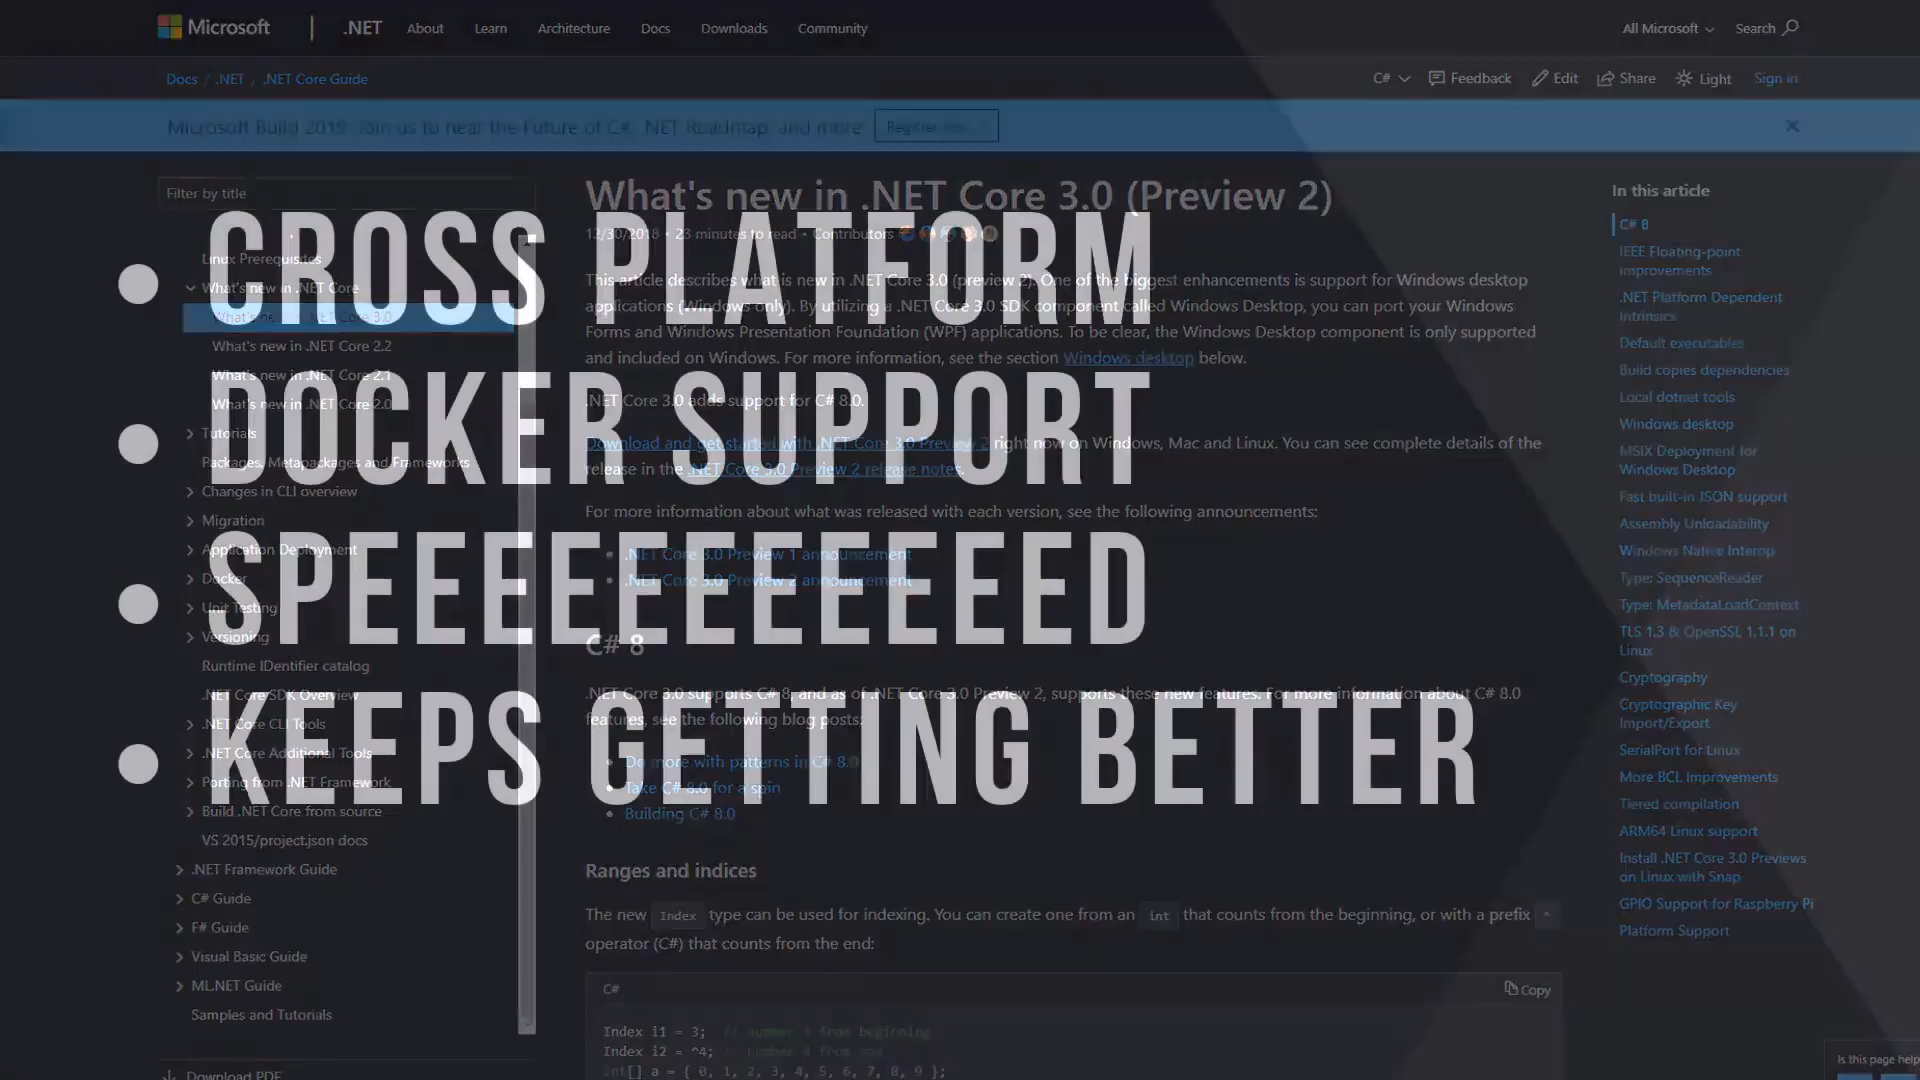 Microsoft
.NET
About
Learn
Architecture
Docs
Downloads
Community
All Microsoft
Search
Docs / .NET / .NET Core Guide
C#
Feedback
Edit
Share
Light
Sign in
Microsoft Build 2019: Join us to hear the Future of C#, .NET Roadmap, and more
Register now
Filter by title
Linux Prerequisites
What's new in .NET Core
What's new in .NET Core 3.0
What's new in .NET Core 2.2
What's new in .NET Core 2.1
What's new in .NET Core 2.0
Tutorials
Packages, Metapackages and Frameworks
Changes in CLI overview
Migration
Application Deployment
Docker
Unit Testing
Versioning
Runtime IDentifier catalog
.NET Core SDK Overview
.NET Core CLI Tools
.NET Core Additional Tools
Porting from .NET Framework
Build .NET Core from source
VS 2015/project.json docs
.NET Framework Guide
C# Guide
F# Guide
Visual Basic Guide
ML.NET Guide
Samples and Tutorials
Download PDF
• CROSS PLATFORM
• DOCKER SUPPORT
• SPEEEEEEEEEEEED
• KEEPS GETTING BETTER
What's new in .NET Core 3.0 (Preview 2)
12/30/2018 • 23 minutes to read • Contributors
This article describes what is new in .NET Core 3.0 (preview 2). One of the biggest enhancements is support for Windows desktop
applications (Windows only). By utilizing a .NET Core 3.0 SDK component called Windows Desktop, you can port your Windows
Forms and Windows Presentation Foundation (WPF) applications. To be clear, the Windows Desktop component is only supported
and included on Windows. For more information, see the section Windows desktop below.
.NET Core 3.0 adds support for C# 8.0.
Download and get started with .NET Core 3.0 Preview 2 right now on Windows, Mac and Linux. You can see complete details of the
release in the .NET Core 3.0 Preview 2 release notes.
For more information about what was released with each version, see the following announcements:
• .NET Core 3.0 Preview 1 announcement
• .NET Core 3.0 Preview 2 announcement
C# 8
.NET Core 3.0 supports C# 8, and as of .NET Core 3.0 Preview 2, supports these new features. For more information about C# 8.0
features, see the following blog posts:
• Do more with patterns in C# 8.0
• Take C# 8.0 for a spin
• Building C# 8.0
Ranges and indices
The new Index type can be used for indexing. You can create one from an int that counts from the beginning, or with a prefix ^
operator (C#) that counts from the end:
C#
Copy
Index i1 = 3; // number 3 from beginning
Index i2 = ^4; // number 4 from end
int[] a = { 0, 1, 2, 3, 4, 5, 6, 7, 8, 9 };
In this article
C# 8
IEEE Floating-point
improvements
.NET Platform Dependent
Intrinsics
Default executables
Build copies dependencies
Local dotnet tools
Windows desktop
MSIX Deployment for
Windows Desktop
Fast built-in JSON support
Assembly Unloadability
Windows Native Interop
Type: SequenceReader
Type: MetadataLoadContext
TLS 1.3 & OpenSSL 1.1.1 on
Linux
Cryptography
Cryptographic Key
Import/Export
SerialPort for Linux
More BCL Improvements
Tiered compilation
ARM64 Linux support
Install .NET Core 3.0 Previews
on Linux with Snap
GPIO Support for Raspberry Pi
Platform Support
Is this page help